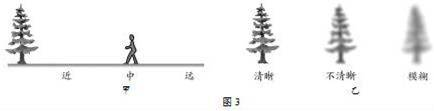 近 中 远
清晰 不清晰 模糊
甲 乙
图3